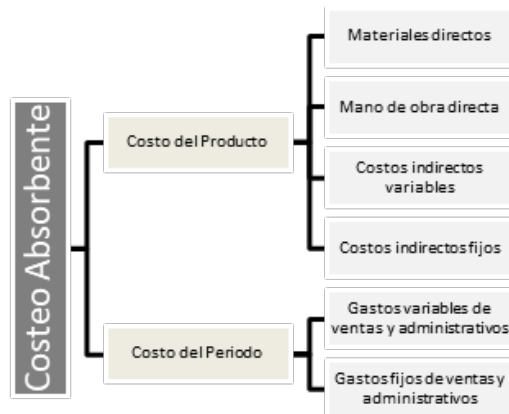 Costeo Absorbente
Costo del Producto
Materiales directos
Mano de obra directa
Costos indirectos
variables
Costos indirectos fijos
Costo del Periodo
Gastos variables de
ventas y administrativos
Gastos fijos de ventas y
administrativos